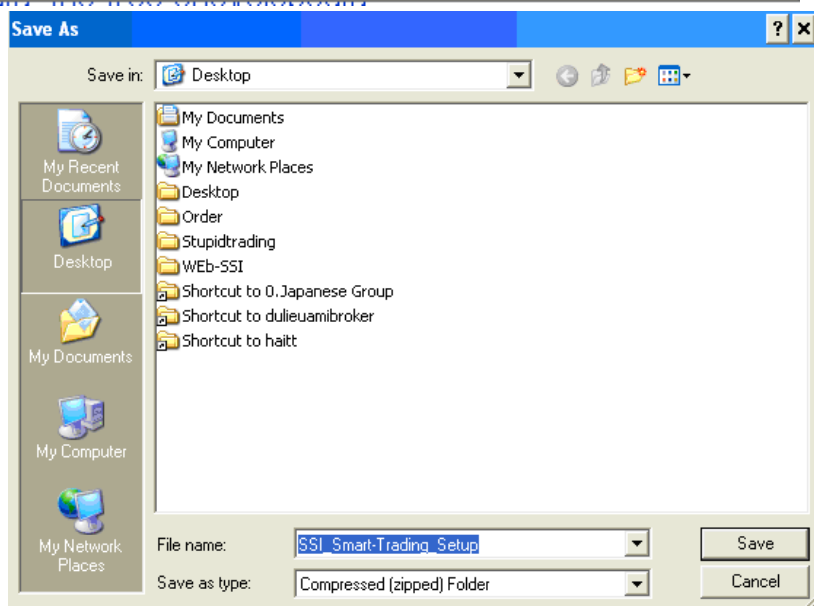 Save As
Save in: Desktop
My Recent Documents
Desktop
My Documents
My Computer
My Network Places
My Documents
My Computer
My Network Places
Desktop
Order
Stupidtrading
WEb-SSI
Shortcut to 0.Japanese Group
Shortcut to dulieuamibroker
Shortcut to haitt
File name: SSI_Smart-Trading_Setup
Save
Save as type: Compressed (zipped) Folder
Cancel